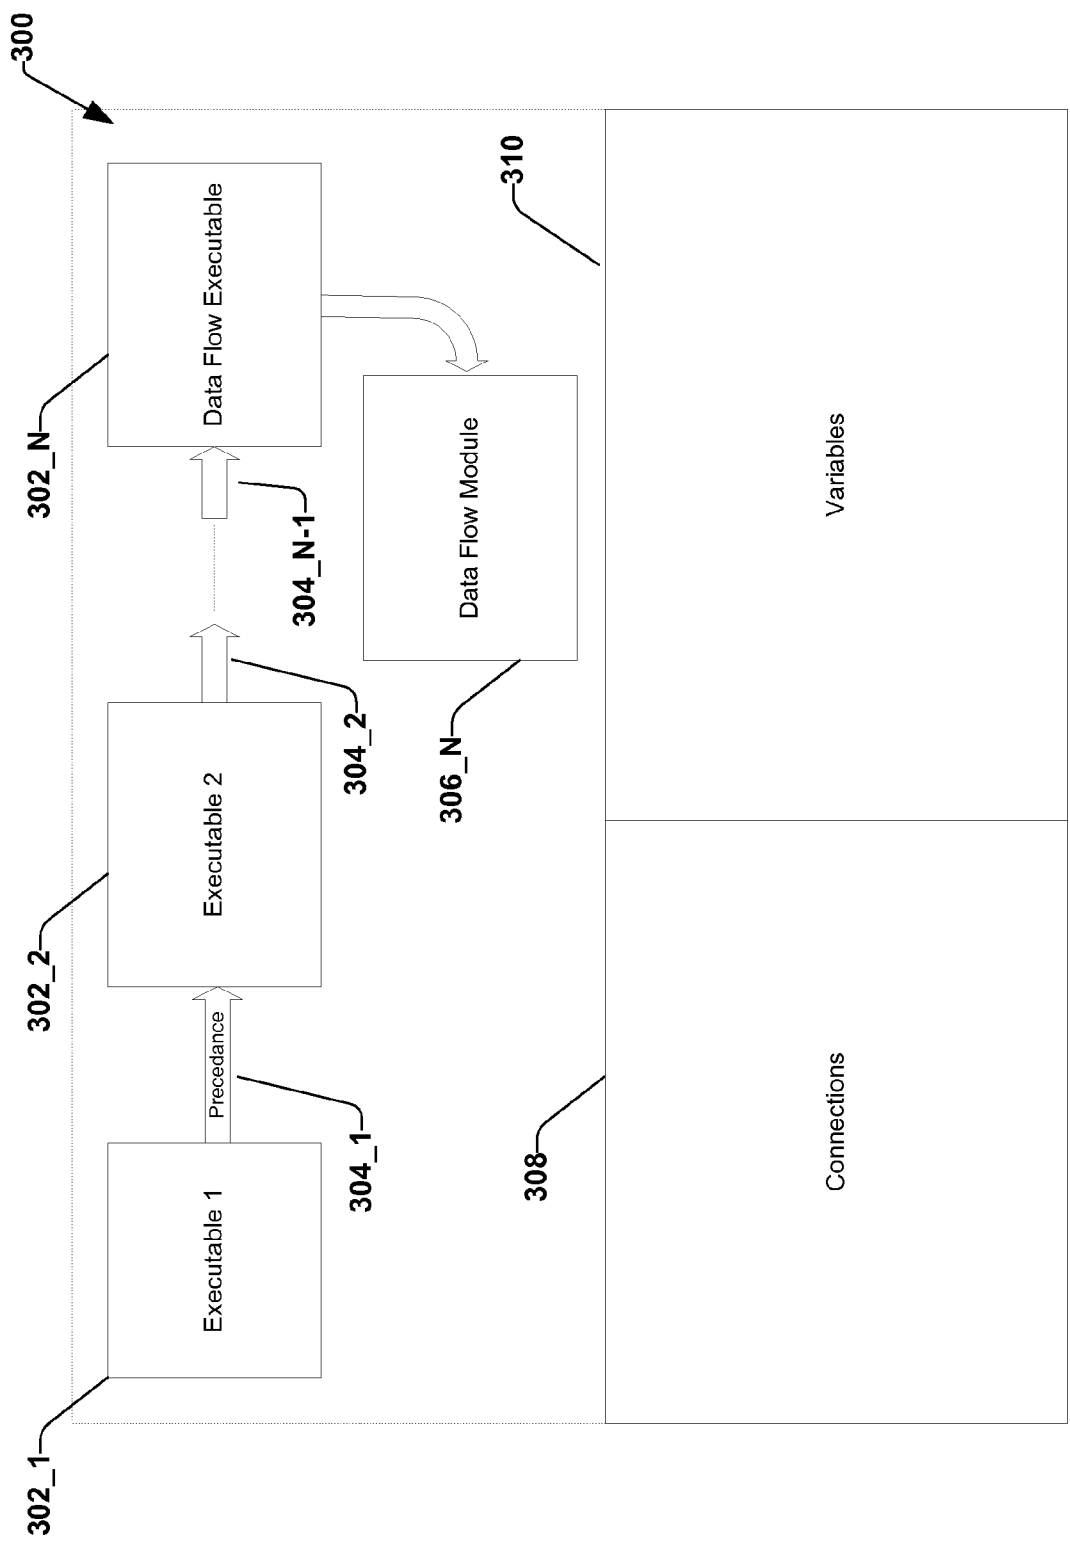 300
302_1
302_2
302_N
Executable 1
Precedance
Executable 2
Data Flow Executable
304_1
304_2
304_N-1
306_N
Data Flow Module
308
310
Connections
Variables